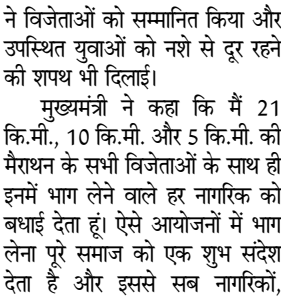 ने विजेताओं को सम्मानित किया और
उपस्थित युवाओं को नशे से दूर रहने
की शपथ भी दिलाई।
मुख्यमंत्री ने कहा कि मैं 21
कि.मी., 10 कि.मी. और 5 कि.मी. की
मैराथन के सभी विजेताओं के साथ ही
इनमें भाग लेने वाले हर नागरिक को
बधाई देता हूं। ऐसे आयोजनों में भाग
लेना पूरे समाज को एक शुभ संदेश
देता है और इससे सब नागरिकों,